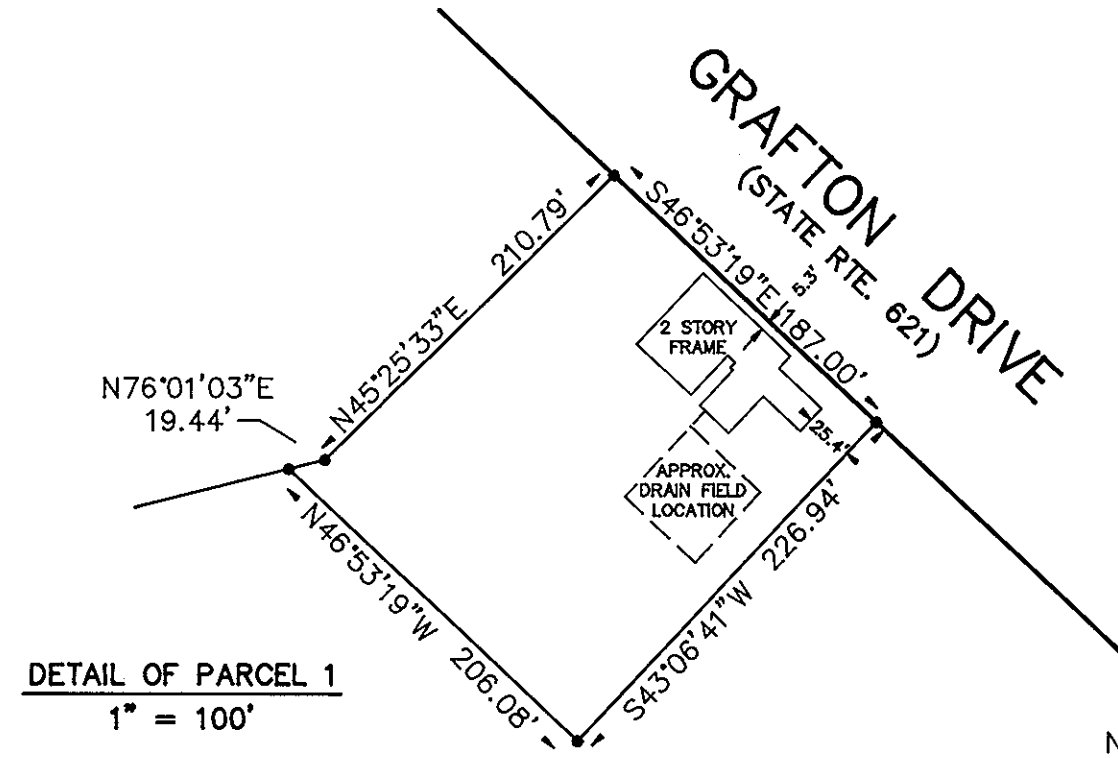 GRAFTON DRIVE
(STATE RTE. 621)
S46°53'19"E 187.00'
5.3'
N45°25'33"E 210.79'
2 STORY
FRAME
N76°01'03"E
19.44'
25.4'
APPROX.
DRAIN FIELD
LOCATION
N46°53'19"W 206.08'
S43°06'41"W 226.94'
DETAIL OF PARCEL 1
1" = 100'
N